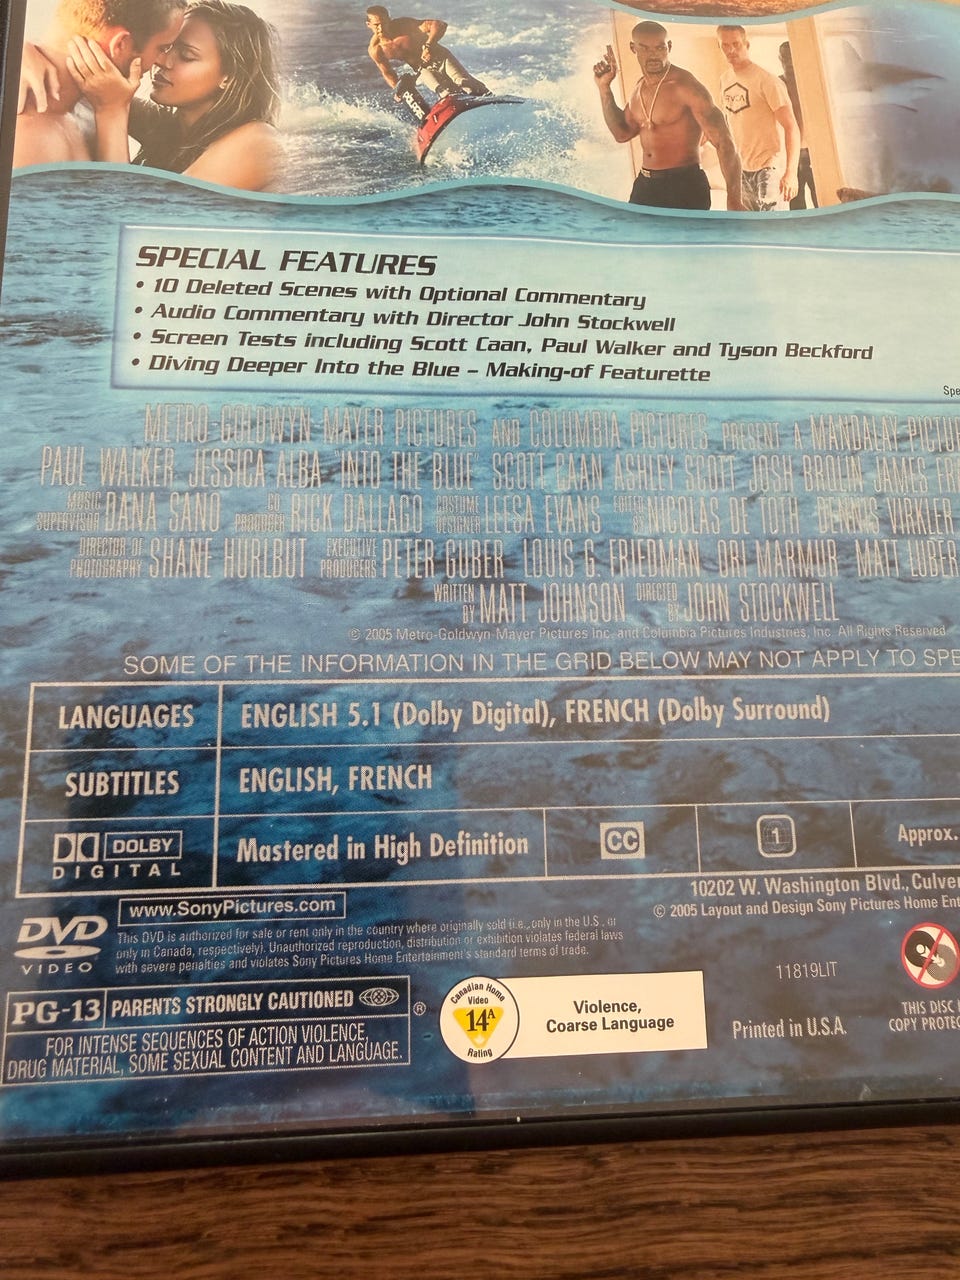 SPECIAL FEATURES
• 10 Deleted Scenes with Optional Commentary
• Audio Commentary with Director John Stockwell
• Screen Tests including Scott Caan, Paul Walker and Tyson Beckford
• Diving Deeper Into the Blue – Making-of Featurette
Spe
METRO-GOLDWYN-MAYER PICTURES AND COLUMBIA PICTURES PRESENT A MANDALAY PICTU
PAUL WALKER JESSICA ALBA "INTO THE BLUE" SCOTT CAAN ASHLEY SCOTT JOSH BROLIN JAMES FR
MUSIC SUPERVISOR DANA SANO CO PRODUCER RICK DALLAGO COSTUME DESIGNER LEESA EVANS EDITED BY NICOLAS DE TOTH DENNIS VIRKLER
DIRECTOR OF PHOTOGRAPHY SHANE HURLBUT EXECUTIVE PRODUCERS PETER GUBER LOUIS G. FRIEDMAN ORI MARMUR MATT LUBER
WRITTEN BY MATT JOHNSON DIRECTED BY JOHN STOCKWELL
© 2005 Metro-Goldwyn-Mayer Pictures Inc. and Columbia Pictures Industries, Inc. All Rights Reserved.
SOME OF THE INFORMATION IN THE GRID BELOW MAY NOT APPLY TO SPE
LANGUAGES ENGLISH 5.1 (Dolby Digital), FRENCH (Dolby Surround)
SUBTITLES ENGLISH, FRENCH
DOLBY DIGITAL Mastered in High Definition CC 1 Approx.
10202 W. Washington Blvd., Culver
© 2005 Layout and Design Sony Pictures Home Ent
www.SonyPictures.com
DVD VIDEO
This DVD is authorized for sale or rent only in the country where originally sold (i.e., only in the U.S., or
only in Canada, respectively). Unauthorized reproduction, distribution or exhibition violates federal laws
with severe penalties and violates Sony Pictures Home Entertainment's standard terms of trade.
11819LIT
PG-13 PARENTS STRONGLY CAUTIONED ®
FOR INTENSE SEQUENCES OF ACTION VIOLENCE,
DRUG MATERIAL, SOME SEXUAL CONTENT AND LANGUAGE.
Canadian Home
Video
14A
Rating
Violence,
Coarse Language
Printed in U.S.A.
THIS DISC I
COPY PROTEC